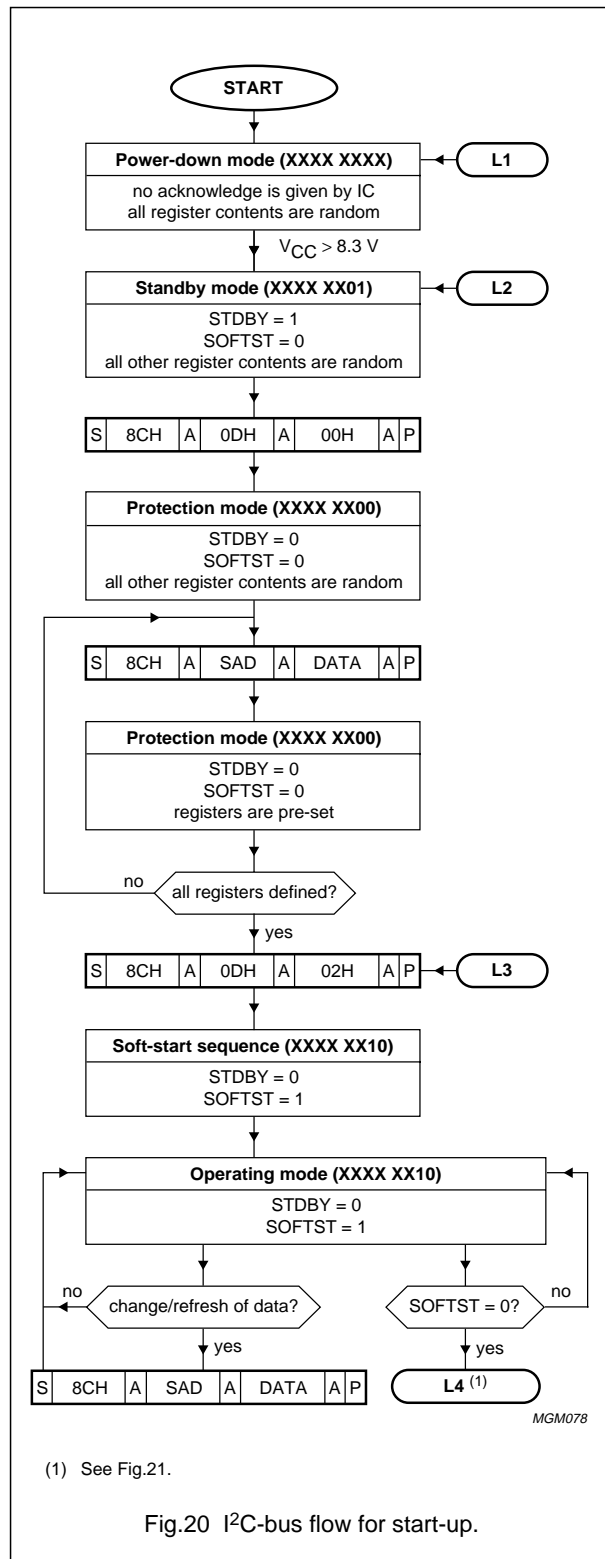 START
Power-down mode (XXXX XXXX)
L1
no acknowledge is given by IC
all register contents are random
VCC > 8.3 V
Standby mode (XXXX XX01)
L2
STDBY = 1
SOFTST = 0
all other register contents are random
S 8CH A 0DH A 00H A P
Protection mode (XXXX XX00)
STDBY = 0
SOFTST = 0
all other register contents are random
S 8CH A SAD A DATA A P
Protection mode (XXXX XX00)
STDBY = 0
SOFTST = 0
registers are pre-set
no
all registers defined?
yes
S 8CH A 0DH A 02H A P
L3
Soft-start sequence (XXXX XX10)
STDBY = 0
SOFTST = 1
Operating mode (XXXX XX10)
STDBY = 0
SOFTST = 1
no
change/refresh of data?
SOFTST = 0?
no
yes
yes
S 8CH A SAD A DATA A P
L4 (1)
MGM078
(1) See Fig.21.
Fig.20 I²C-bus flow for start-up.